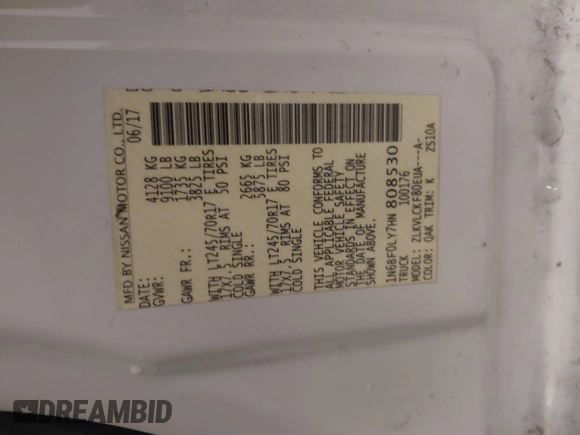 MFD BY NISSAN MOTOR CO., LTD.
DATE: 06/17
GVWR: 4128 KG
9100 LB
GAWR FR.: 1735 KG
3825 LB
WITH LT245/70R17 E TIRES
17X7.5 RIMS AT 50 PSI
COLD SINGLE
GAWR RR.: 2665 KG
5875 LB
WITH LT245/70R17 E TIRES
17X7.5 RIMS AT 80 PSI
COLD SINGLE
THIS VEHICLE CONFORMS TO
ALL APPLICABLE FEDERAL
MOTOR VEHICLE SAFETY
STANDARDS IN EFFECT ON
THE DATE OF MANUFACTURE
SHOWN ABOVE.
1N6BF0LY7HN 808530
TRUCK 100176
MODEL: ZLKVLCKF80EUA---A-
COLOR: QAK TRIM: K ZS10A
DREAMBID